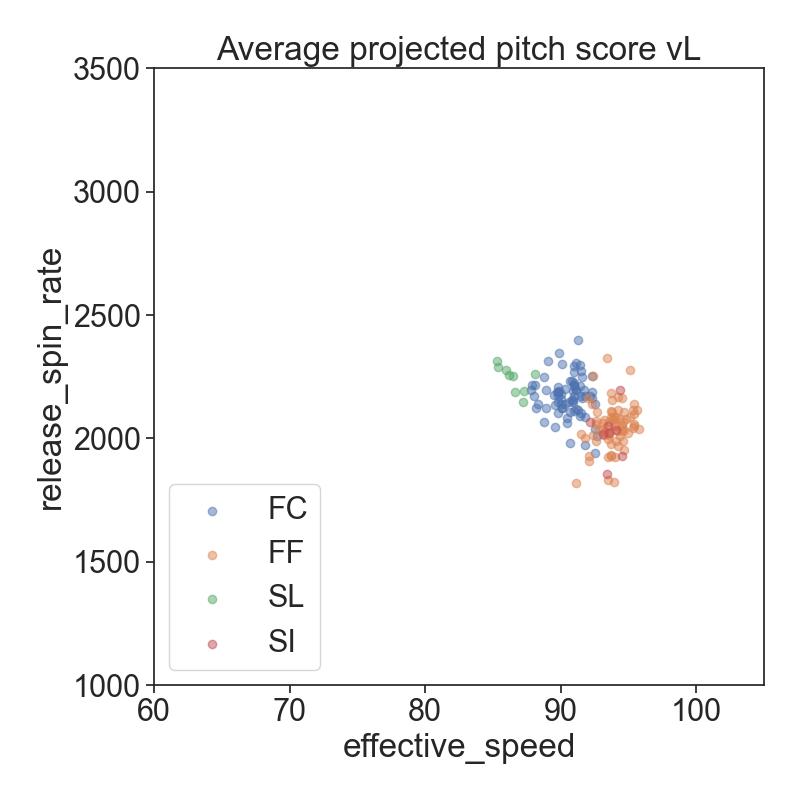 Average projected pitch score vL
3500
3000
2500
2000
1500
1000
release_spin_rate
FC
FF
SL
SI
60
70
80
90
100
effective_speed